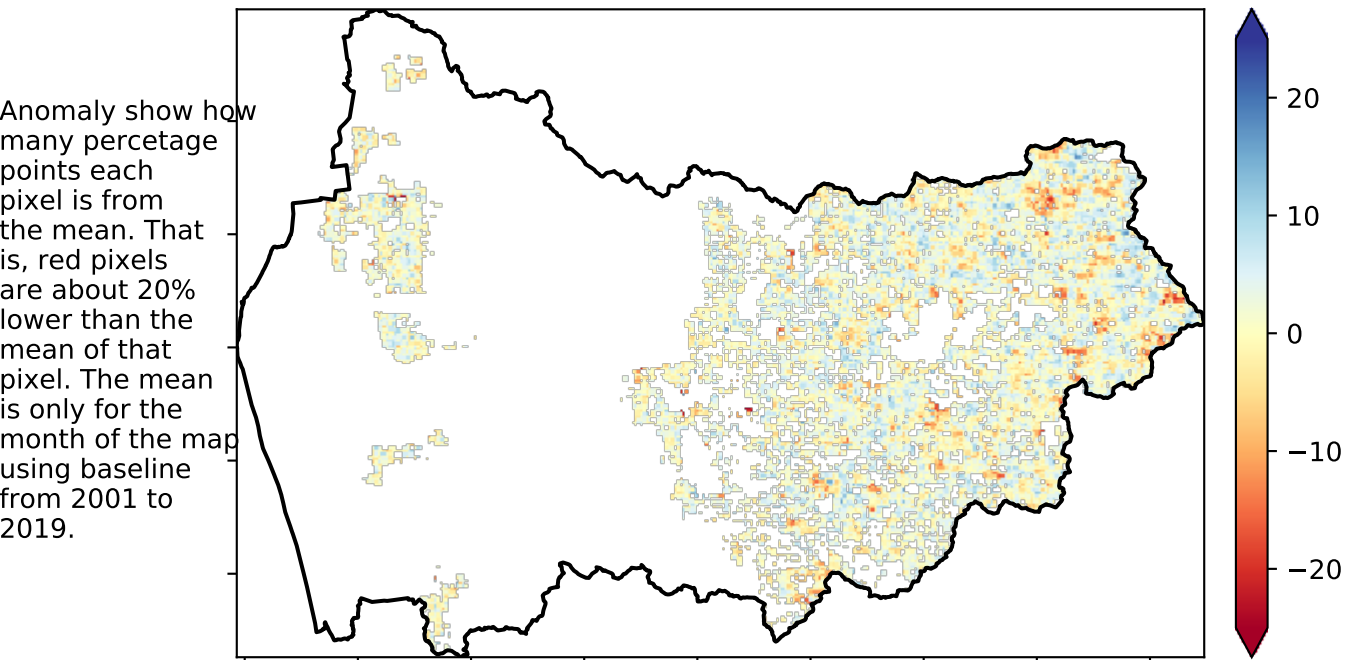 Anomaly show how
many percetage
points each
pixel is from
the mean. That
is, red pixels
are about 20%
lower than the
mean of that
pixel. The mean
is only for the
month of the map
using baseline
from 2001 to
2019.
20
10
0
−10
−20